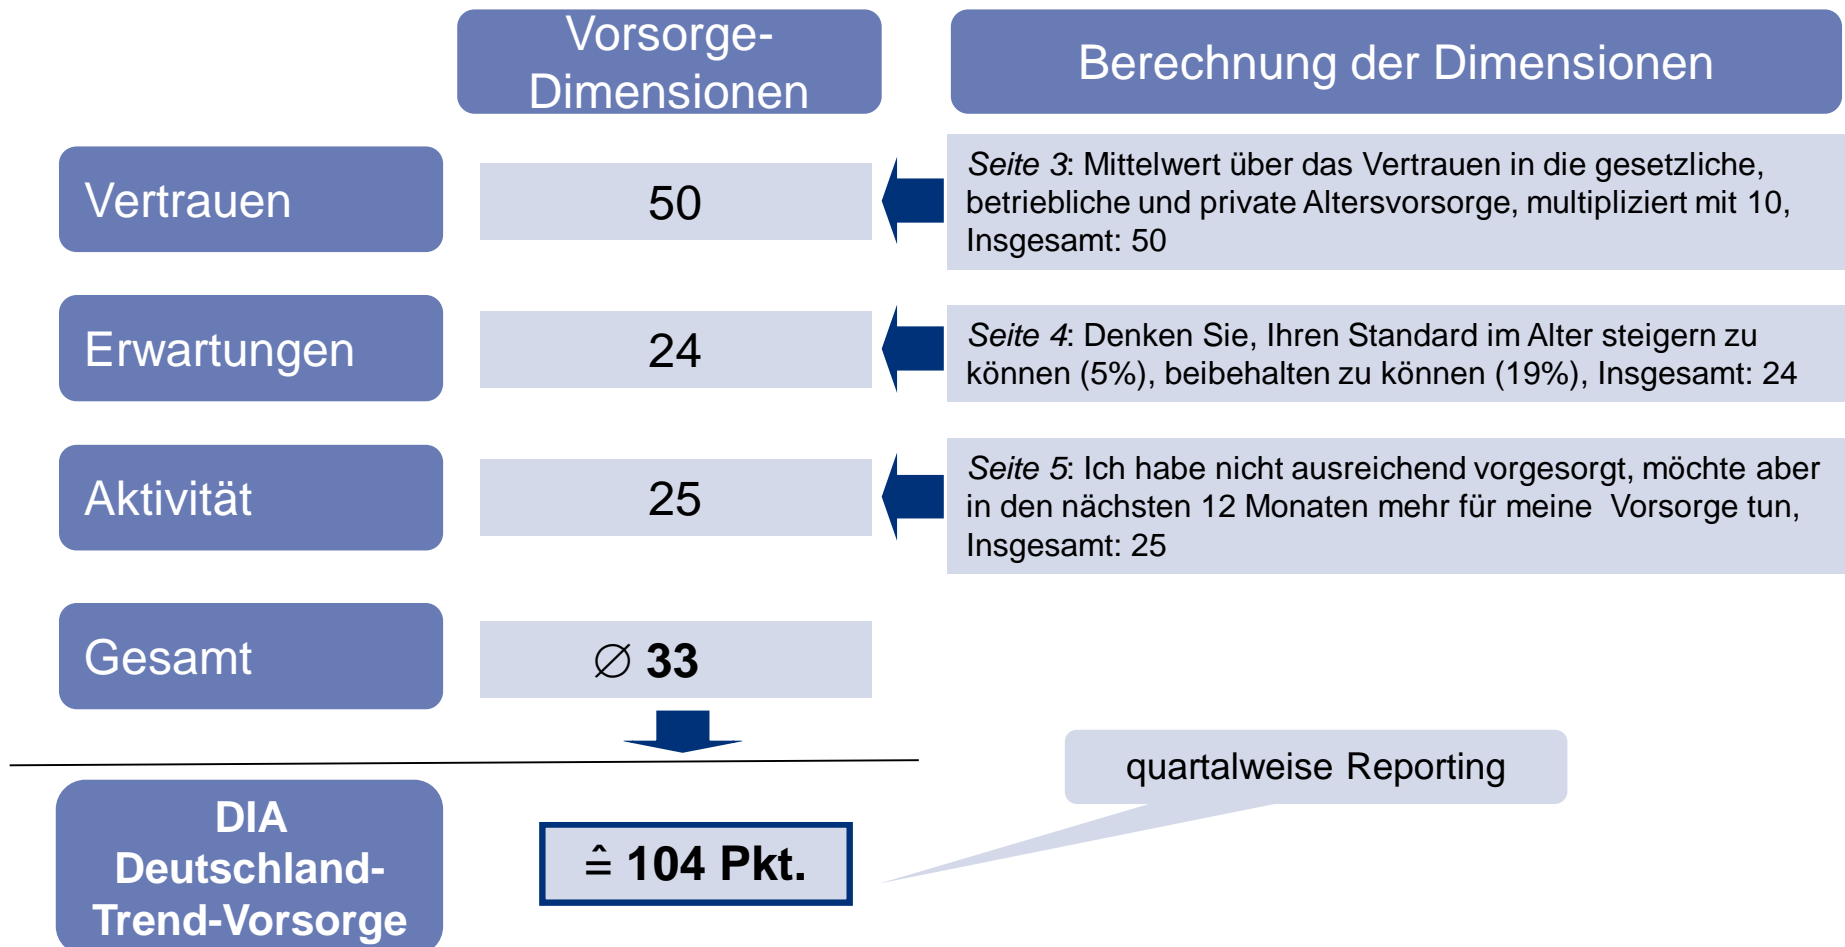 Vorsorge-
Dimensionen
Berechnung der Dimensionen
Vertrauen
50
Seite 3: Mittelwert über das Vertrauen in die gesetzliche,
betriebliche und private Altersvorsorge, multipliziert mit 10,
Insgesamt: 50
Erwartungen
24
Seite 4: Denken Sie, Ihren Standard im Alter steigern zu
können (5%), beibehalten zu können (19%), Insgesamt: 24
Aktivität
25
Seite 5: Ich habe nicht ausreichend vorgesorgt, möchte aber
in den nächsten 12 Monaten mehr für meine  Vorsorge tun,
Insgesamt: 25
Gesamt
∅ 33
quartalweise Reporting
DIA
Deutschland-
Trend-Vorsorge
≙ 104 Pkt.